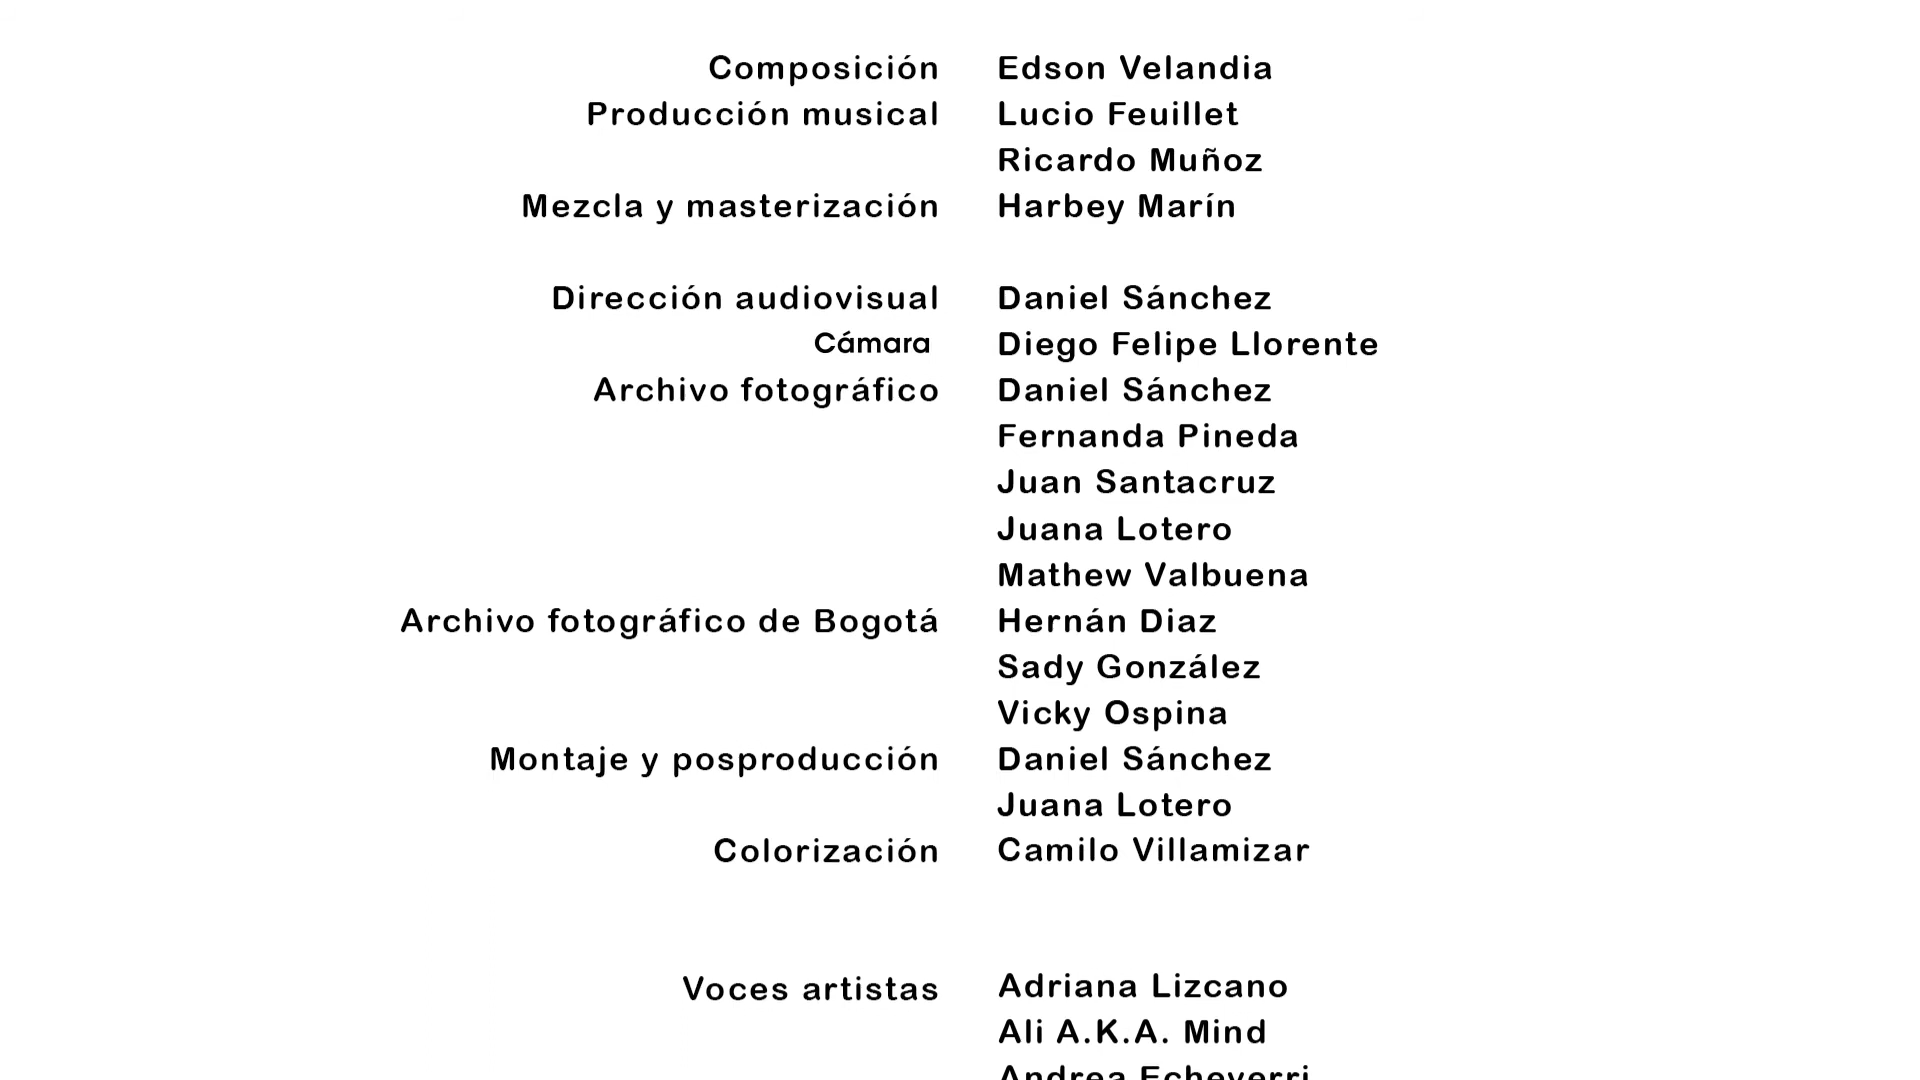 Composición Edson Velandia
Producción musical Lucio Feuillet
Ricardo Muñoz
Mezcla y masterización Harbey Marín
Dirección audiovisual Daniel Sánchez
Cámara Diego Felipe Llorente
Archivo fotográfico Daniel Sánchez
Fernanda Pineda
Juan Santacruz
Juana Lotero
Mathew Valbuena
Archivo fotográfico de Bogotá Hernán Diaz
Sady González
Vicky Ospina
Montaje y posproducción Daniel Sánchez
Juana Lotero
Colorización Camilo Villamizar
Voces artistas Adriana Lizcano
Ali A.K.A. Mind
Andrea Echeverri